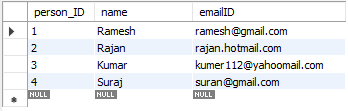 person_ID name emailID
1 Ramesh ramesh@gmail.com
2 Rajan rajan.hotmail.com
3 Kumar kumer112@yahoomail.com
4 Suraj suran@gmail.com
NULL NULL NULL